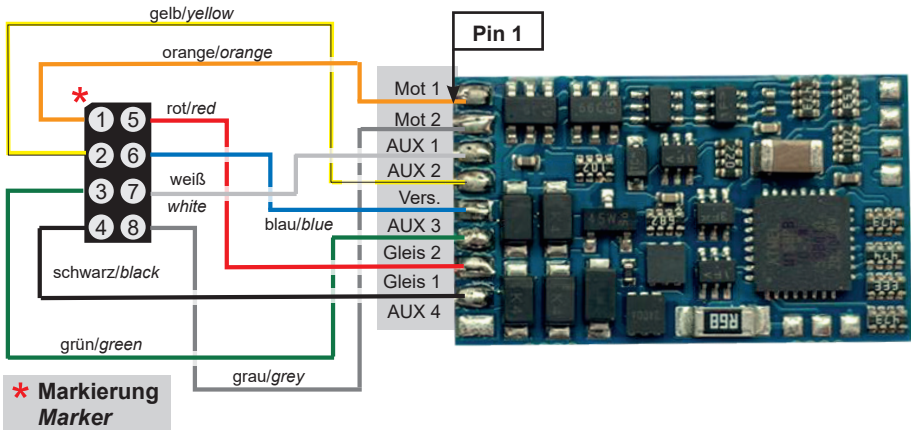 gelb/yellow
Pin 1
orange/orange
Mot 1
*
rot/red
Mot 2
1 5
AUX 1
2 6
AUX 2
weiß
3 7
white
Vers.
blau/blue
AUX 3
4 8
Gleis 2
schwarz/black
Gleis 1
AUX 4
R68
grün/green
grau/grey
* Markierung
Marker